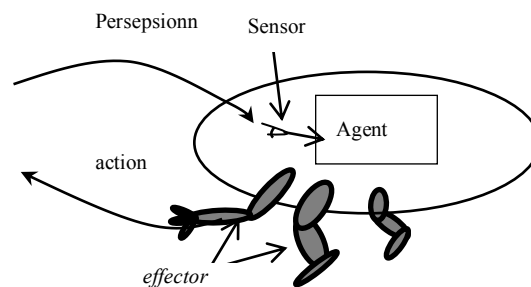 Persepsionn
Sensor
Agent
action
effector